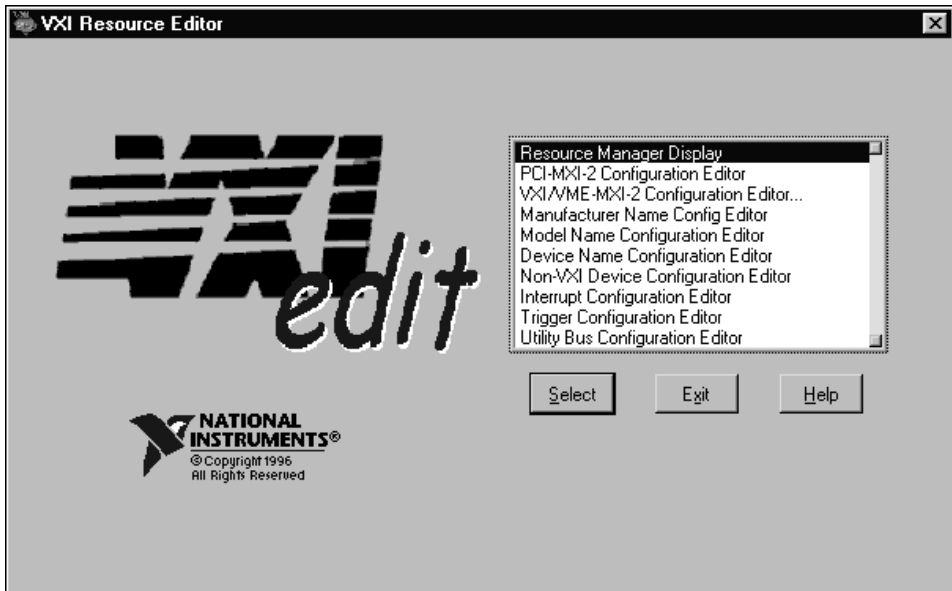 VXI Resource Editor
VXI
edit
Resource Manager Display
PCI-MXI-2 Configuration Editor
VXI/VME-MXI-2 Configuration Editor...
Manufacturer Name Config Editor
Model Name Configuration Editor
Device Name Configuration Editor
Non-VXI Device Configuration Editor
Interrupt Configuration Editor
Trigger Configuration Editor
Utility Bus Configuration Editor
Select Exit Help
NATIONAL
INSTRUMENTS®
© Copyright 1996
All Rights Reserved